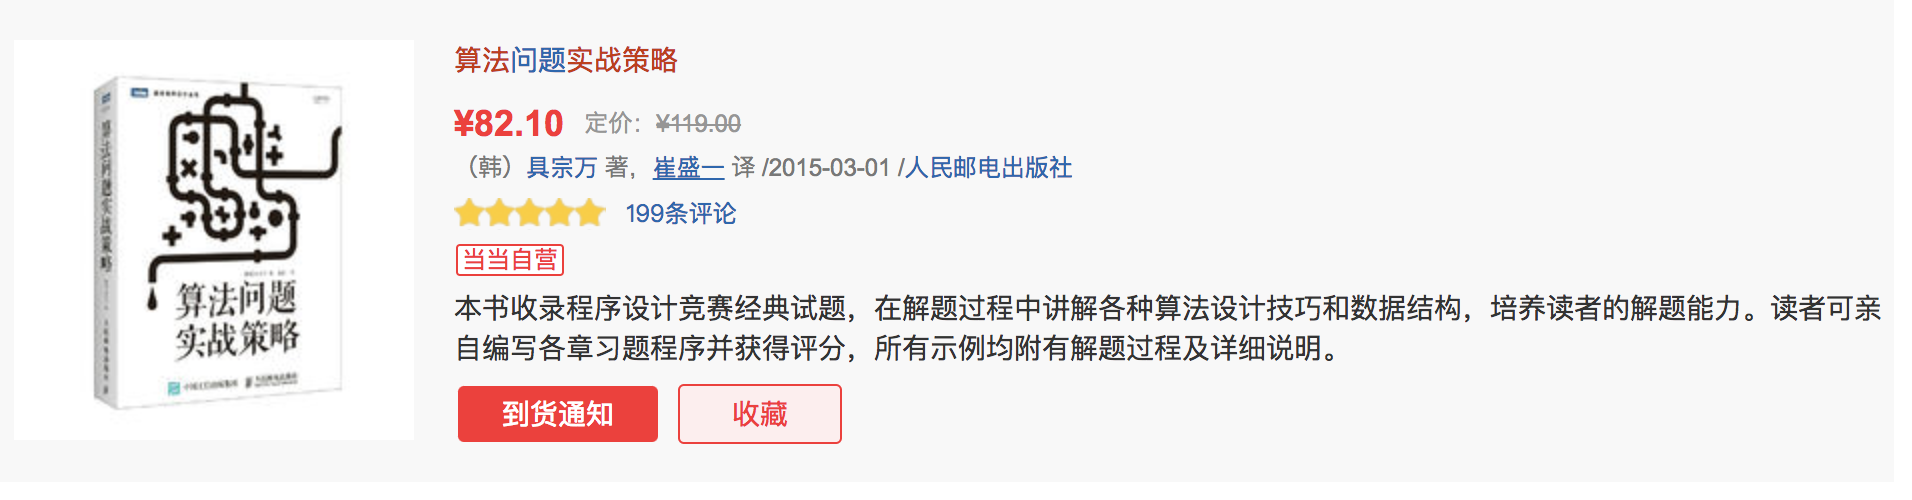 算法问题实战策略
算法问题
实战策略
算法问题实战策略
¥82.10 定价：¥119.00
（韩）具宗万 著，崔盛一 译 /2015-03-01 /人民邮电出版社
199条评论
当当自营
本书收录程序设计竞赛经典试题，在解题过程中讲解各种算法设计技巧和数据结构，培养读者的解题能力。读者可亲
自编写各章习题程序并获得评分，所有示例均附有解题过程及详细说明。
到货通知 收藏